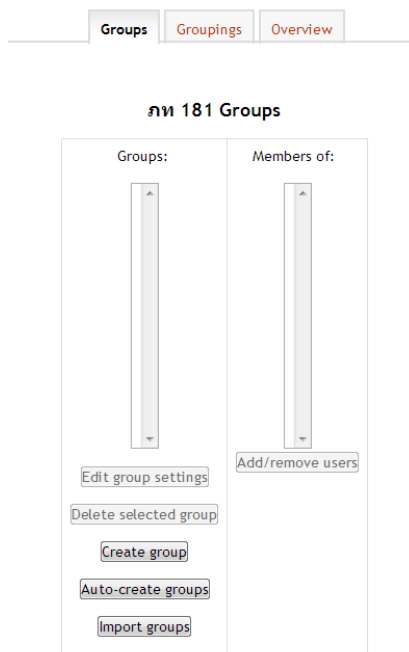 Groups Groupings Overview
ภท 181 Groups
Groups: Members of:
Add/remove users
Edit group settings
Delete selected group
Create group
Auto-create groups
Import groups